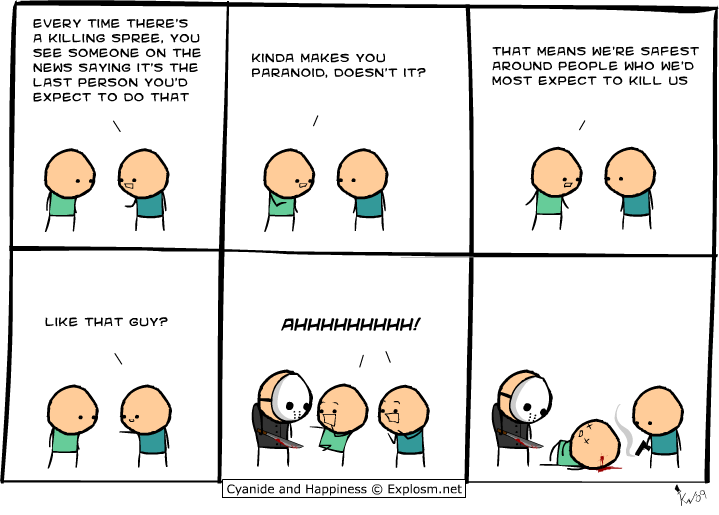 EVERY TIME THERE'S
A KILLING SPREE, YOU
SEE SOMEONE ON THE
NEWS SAYING IT'S THE
LAST PERSON YOU'D
EXPECT TO DO THAT
KINDA MAKES YOU
PARANOID, DOESN'T IT?
THAT MEANS WE'RE SAFEST
AROUND PEOPLE WHO WE'D
MOST EXPECT TO KILL US
LIKE THAT GUY?
AHHHHHHHHH!
Cyanide and Happiness © Explosm.net